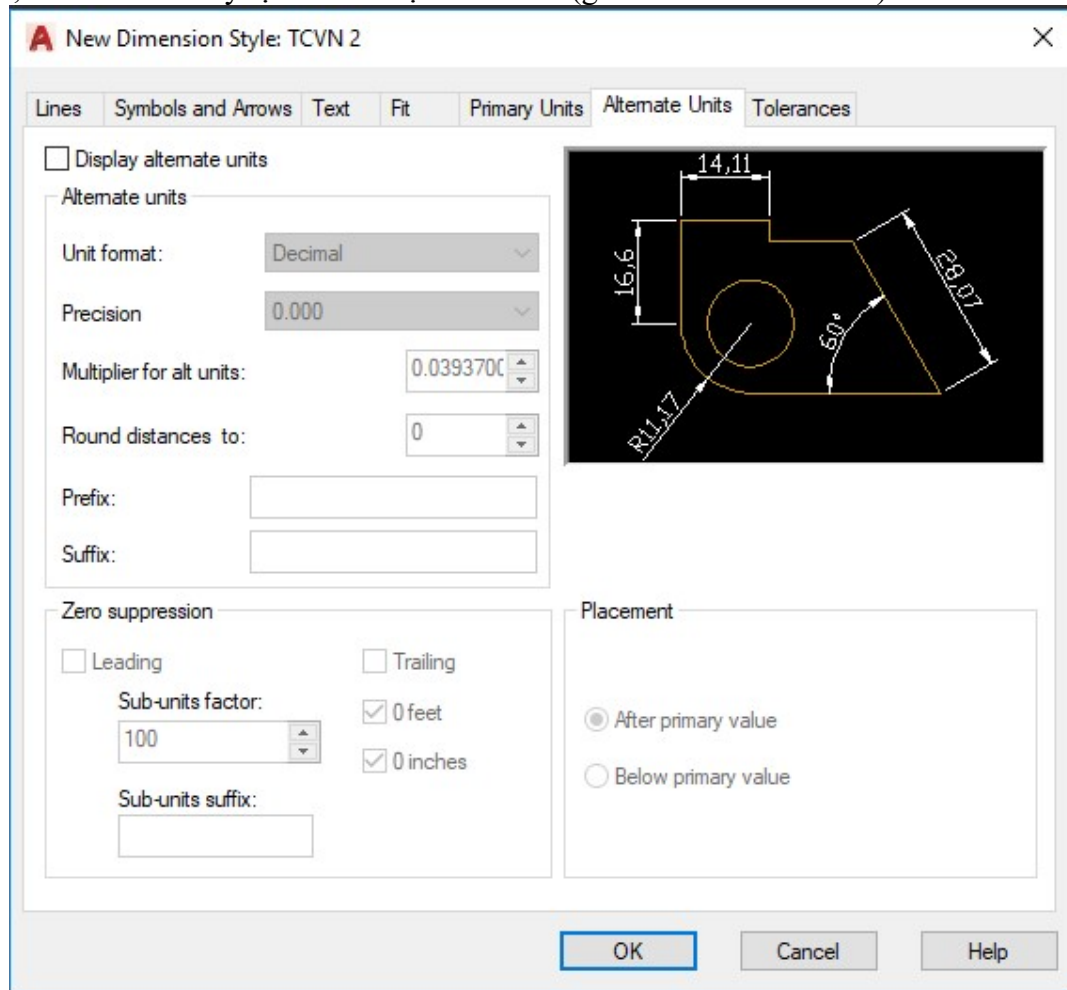 New Dimension Style: TCVN 2
Lines Symbols and Arrows Text Fit Primary Units Alternate Units Tolerances
Display alternate units
Alternate units
Unit format: Decimal
Precision 0.000
Multiplier for alt units: 0.039370
Round distances to: 0
Prefix:
Suffix:
14,11
16,6
28,07
60°
R11,17
Zero suppression
Leading
Trailing
Sub-units factor:
100
0 feet
0 inches
Sub-units suffix:
Placement
After primary value
Below primary value
OK Cancel Help